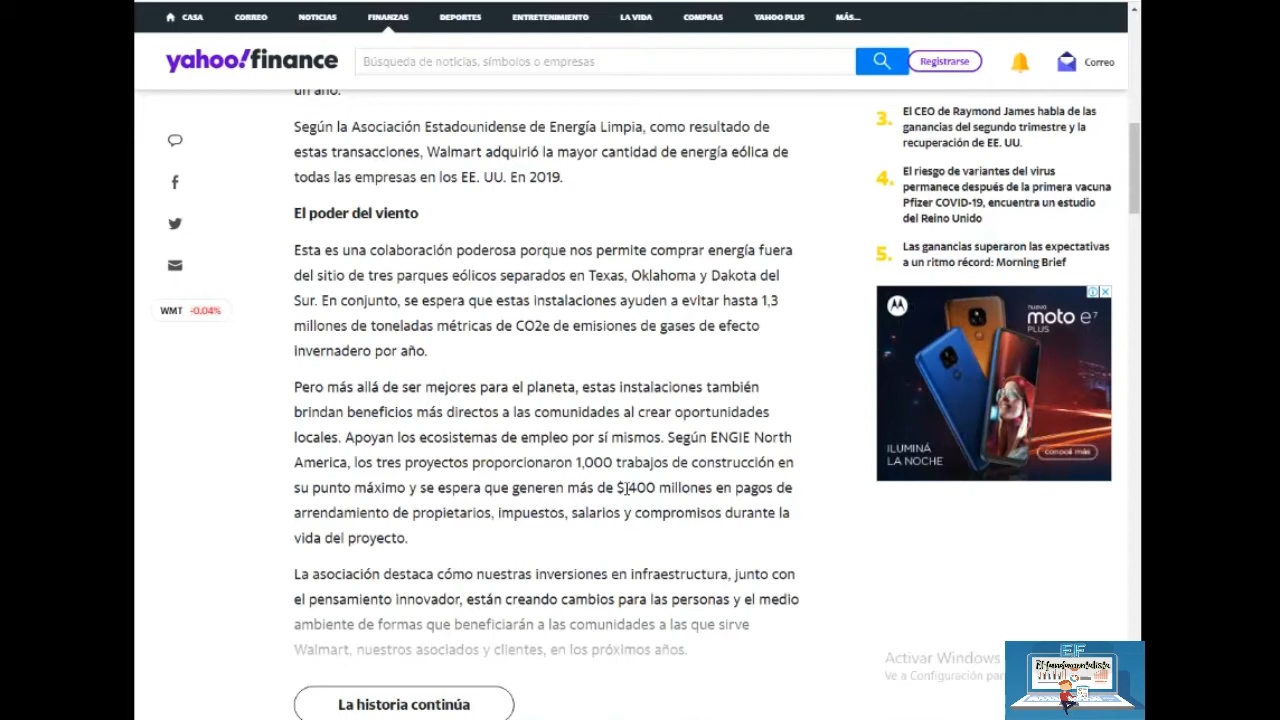 CASA CORREO NOTICIAS FINANZAS DEPORTES ENTRETENIMIENTO LA VIDA COMPRAS YAHOO PLUS MÁS...
yahoo!finance
Búsqueda de noticias, símbolos o empresas
Registrarse
Correo
un año.
Según la Asociación Estadounidense de Energía Limpia, como resultado de
estas transacciones, Walmart adquirió la mayor cantidad de energía eólica de
todas las empresas en los EE. UU. En 2019.
El poder del viento
Esta es una colaboración poderosa porque nos permite comprar energía fuera
del sitio de tres parques eólicos separados en Texas, Oklahoma y Dakota del
Sur. En conjunto, se espera que estas instalaciones ayuden a evitar hasta 1,3
millones de toneladas métricas de CO2e de emisiones de gases de efecto
invernadero por año.
WMT -0.04%
Pero más allá de ser mejores para el planeta, estas instalaciones también
brindan beneficios más directos a las comunidades al crear oportunidades
locales. Apoyan los ecosistemas de empleo por sí mismos. Según ENGIE North
America, los tres proyectos proporcionaron 1,000 trabajos de construcción en
su punto máximo y se espera que generen más de $400 millones en pagos de
arrendamiento de propietarios, impuestos, salarios y compromisos durante la
vida del proyecto.
La asociación destaca cómo nuestras inversiones en infraestructura, junto con
el pensamiento innovador, están creando cambios para las personas y el medio
ambiente de formas que beneficiarán a las comunidades a las que sirve
Walmart, nuestros asociados y clientes, en los próximos años.
La historia continúa
3. El CEO de Raymond James habla de las
ganancias del segundo trimestre y la
recuperación de EE. UU.
4. El riesgo de variantes del virus
permanece después de la primera vacuna
Pfizer COVID-19, encuentra un estudio
del Reino Unido
5. Las ganancias superaron las expectativas
a un ritmo récord: Morning Brief
nuevo
moto e7
PLUS
ILUMINÁ
LA NOCHE
conocé más
Activar Windows
Ve a Configuración par
EF
El fundamentalista